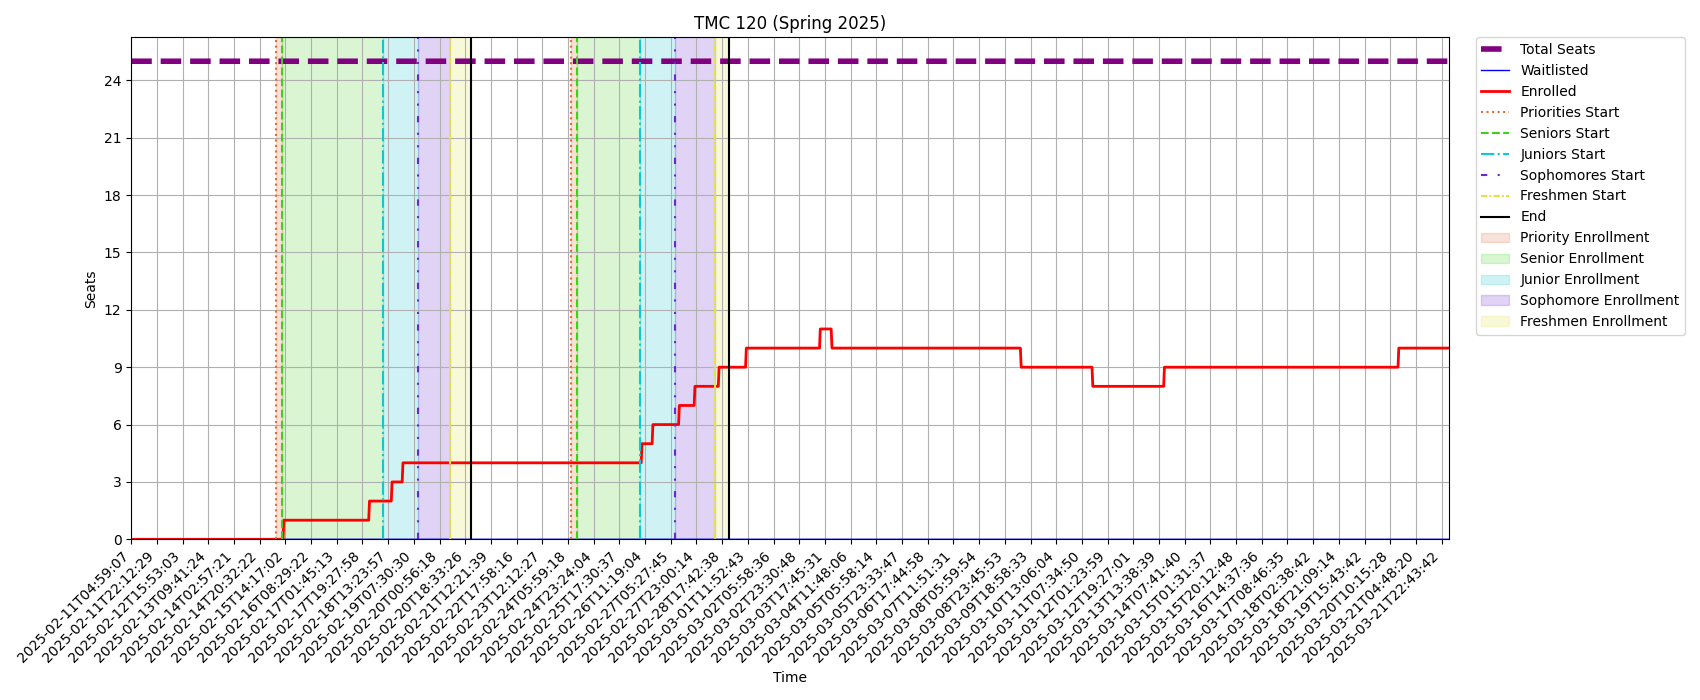 TMC 120 (Spring 2025)
Seats
24
21
18
15
12
9
6
3
0
2025-02-11T04:59:07
2025-02-11T22:12:29
2025-02-12T15:53:03
2025-02-13T09:41:24
2025-02-14T02:57:21
2025-02-14T20:32:22
2025-02-15T14:17:02
2025-02-16T08:29:22
2025-02-17T01:45:13
2025-02-17T19:27:58
2025-02-18T13:23:57
2025-02-19T07:30:30
2025-02-20T00:56:18
2025-02-20T18:33:26
2025-02-21T12:21:39
2025-02-22T17:58:16
2025-02-23T12:12:27
2025-02-24T05:59:18
2025-02-24T23:24:04
2025-02-25T17:30:37
2025-02-26T11:19:04
2025-02-27T05:27:45
2025-02-27T23:00:14
2025-02-28T17:42:38
2025-03-01T11:52:43
2025-03-02T05:58:36
2025-03-02T23:30:48
2025-03-03T17:45:31
2025-03-04T11:48:06
2025-03-05T05:58:14
2025-03-05T23:33:47
2025-03-06T17:44:58
2025-03-07T11:51:31
2025-03-08T05:59:54
2025-03-08T23:45:53
2025-03-09T18:58:33
2025-03-10T13:06:04
2025-03-11T07:34:50
2025-03-12T01:23:59
2025-03-12T19:27:01
2025-03-13T13:38:39
2025-03-14T07:41:40
2025-03-15T01:31:37
2025-03-15T20:12:48
2025-03-16T14:37:36
2025-03-17T08:46:35
2025-03-18T02:38:42
2025-03-18T21:09:14
2025-03-19T15:43:42
2025-03-20T10:15:28
2025-03-21T04:48:20
2025-03-21T22:43:42
Time
Total Seats
Waitlisted
Enrolled
Priorities Start
Seniors Start
Juniors Start
Sophomores Start
Freshmen Start
End
Priority Enrollment
Senior Enrollment
Junior Enrollment
Sophomore Enrollment
Freshmen Enrollment